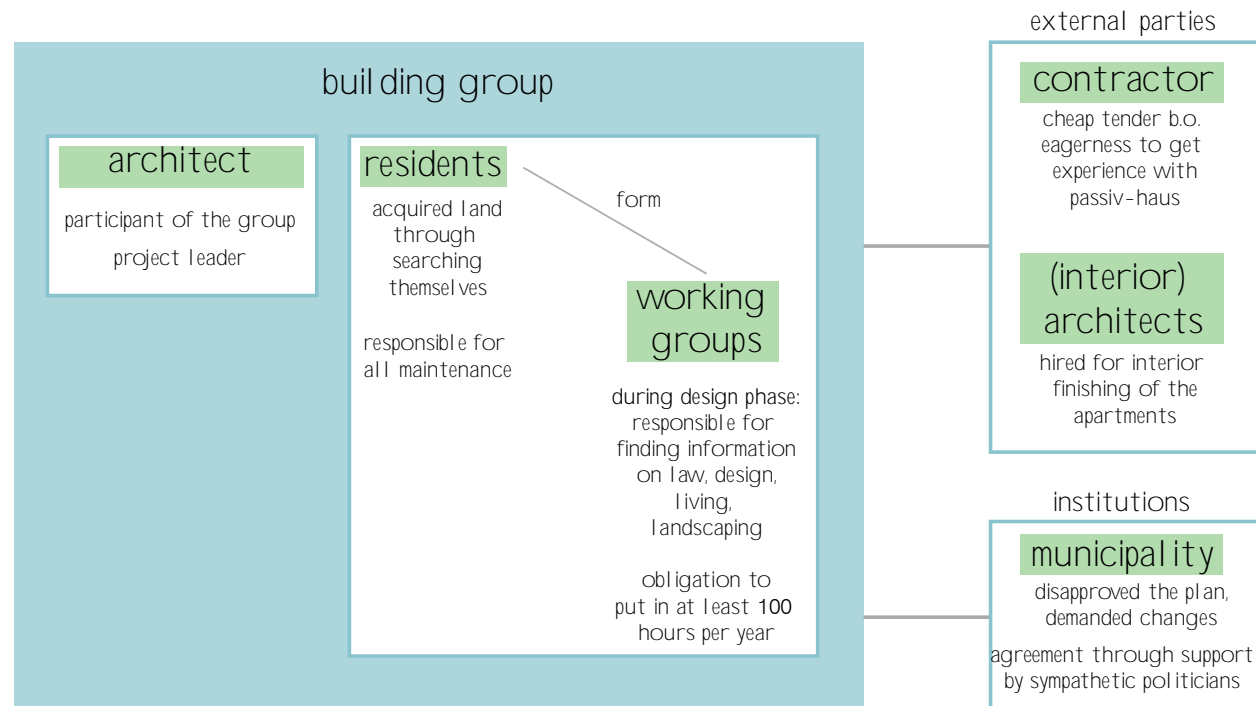 building group
architect
participant of the group
project leader
residents
acquired land
through
searching
themselves
responsible for
all maintenance
form
working
groups
during design phase:
responsible for
finding information
on law, design,
living,
landscaping
obligation to
put in at least 100
hours per year
external parties
contractor
cheap tender b.o.
eagerness to get
experience with
passiv-haus
(interior)
architects
hired for interior
finishing of the
apartments
institutions
municipality
disapproved the plan,
demanded changes
agreement through support
by sympathetic politicians